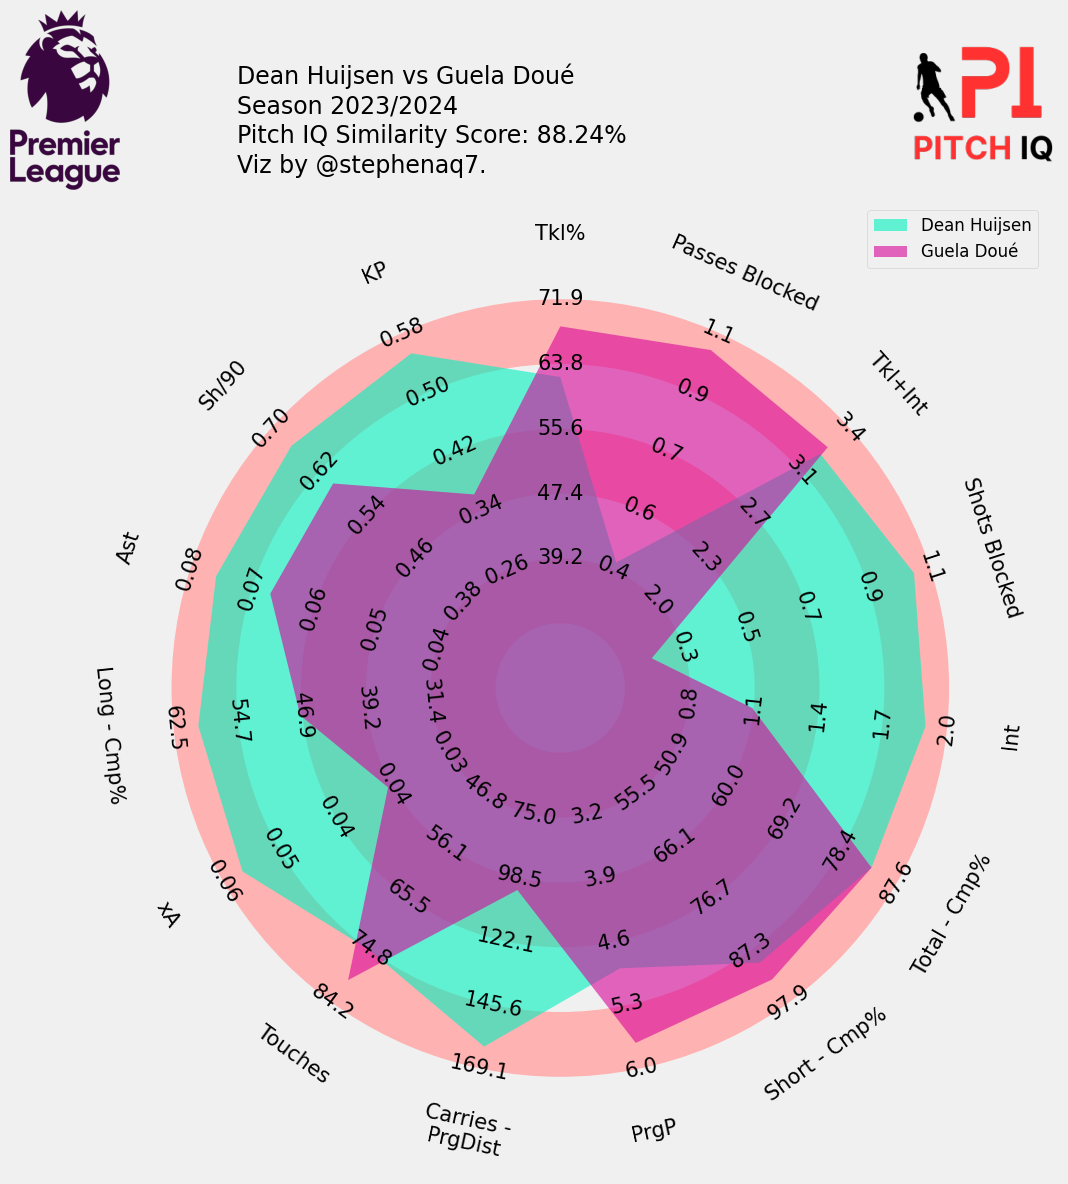 Premier
League
Dean Huijsen vs Guela Doué
Season 2023/2024
Pitch IQ Similarity Score: 88.24%
Viz by @stephenaq7.
PI
PITCH IQ
Dean Huijsen
Guela Doué
Tkl%
39.2
47.4
55.6
63.8
71.9
Passes Blocked
0.4
0.6
0.7
0.9
1.1
Tkl+Int
2.0
2.3
2.7
3.1
3.4
Shots Blocked
0.3
0.5
0.7
0.9
1.1
Int
0.8
1.1
1.4
1.7
2.0
Total - Cmp%
50.9
60.0
69.2
78.4
87.6
Short - Cmp%
55.5
66.1
76.7
87.3
97.9
PrgP
3.2
3.9
4.6
5.3
6.0
Carries -
PrgDist
75.0
98.5
122.1
145.6
169.1
Touches
46.8
56.1
65.5
74.8
84.2
xA
0.03
0.04
0.04
0.05
0.06
Long - Cmp%
31.4
39.2
46.9
54.7
62.5
Ast
0.04
0.05
0.06
0.07
0.08
Sh/90
0.38
0.46
0.54
0.62
0.70
KP
0.26
0.34
0.42
0.50
0.58